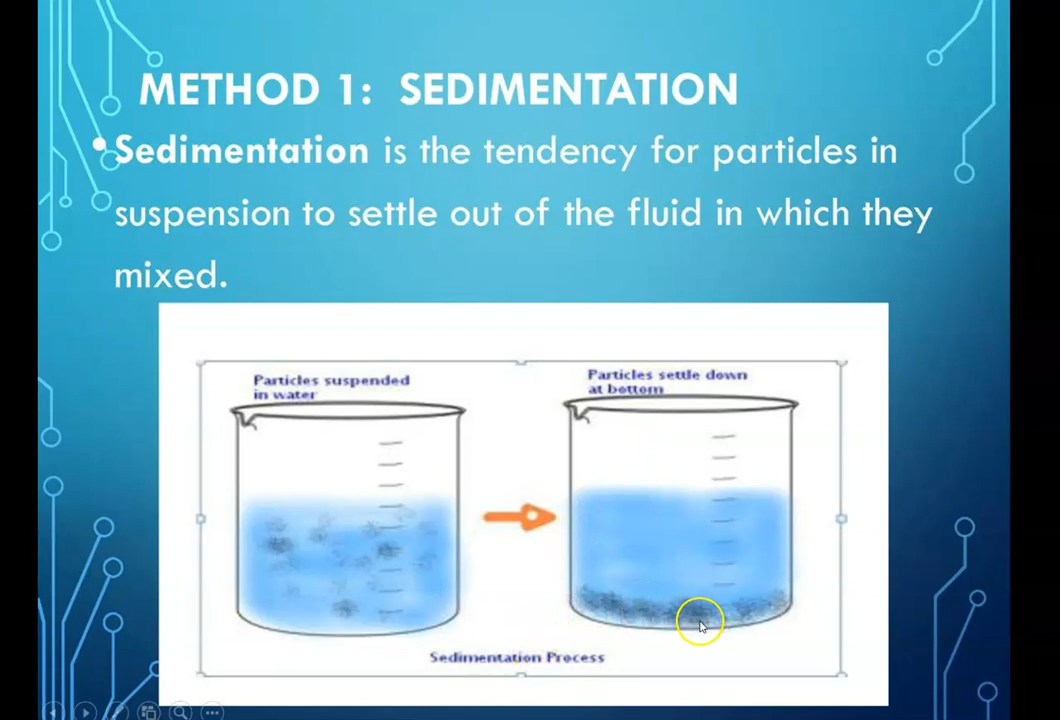 METHOD 1: SEDIMENTATION
• Sedimentation is the tendency for particles in
suspension to settle out of the fluid in which they
mixed.
Particles suspended
in water
Particles settle down
at bottom
Sedimentation Process